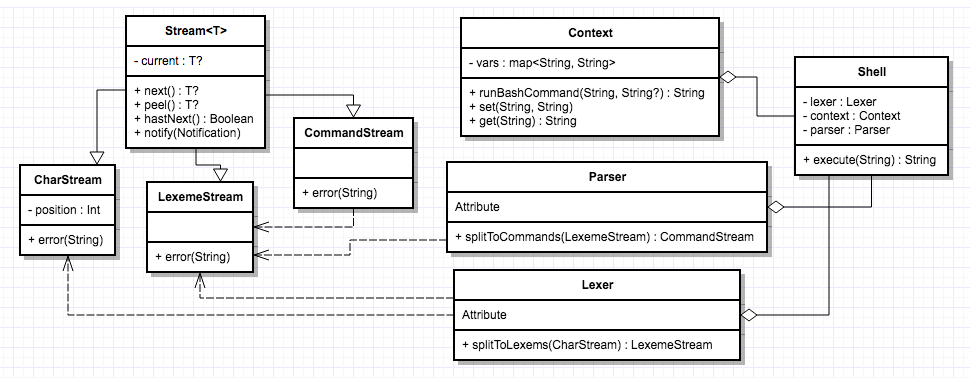 Stream<T>
- current : T?
+ next() : T?
+ peel() : T?
+ hastNext() : Boolean
+ notify(Notification)
Context
- vars : map<String, String>
+ runBashCommand(String, String?) : String
+ set(String, String)
+ get(String) : String
Shell
- lexer : Lexer
- context : Context
- parser : Parser
+ execute(String) : String
CommandStream
+ error(String)
CharStream
- position : Int
+ error(String)
LexemeStream
+ error(String)
Parser
Attribute
+ splitToCommands(LexemeStream) : CommandStream
Lexer
Attribute
+ splitToLexems(CharStream) : LexemeStream